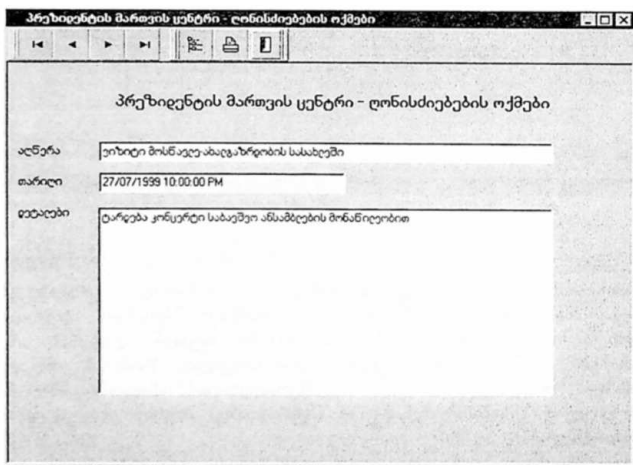 პრეზიდენტის მართვის ცენტრი - ღონისძიებების ოქმები
პრეზიდენტის მართვის ცენტრი - ღონისძიებების ოქმები
აღწერა
ვიზიტი მოსწავლე-ახალგაზრდობის სასახლეში
თარიღი
27/07/1999 10:00:00 PM
დეტალები
ტარდება კონცერტი საბავშვო ანსამბლების მონაწილეობით